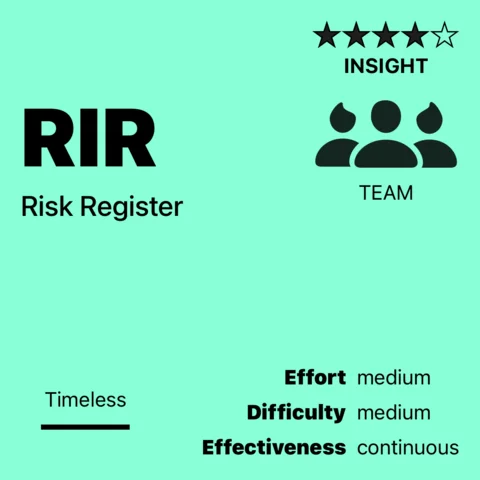 ★★★★☆
INSIGHT
RIR
Risk Register
TEAM
Timeless
Effort medium
Difficulty medium
Effectiveness continuous